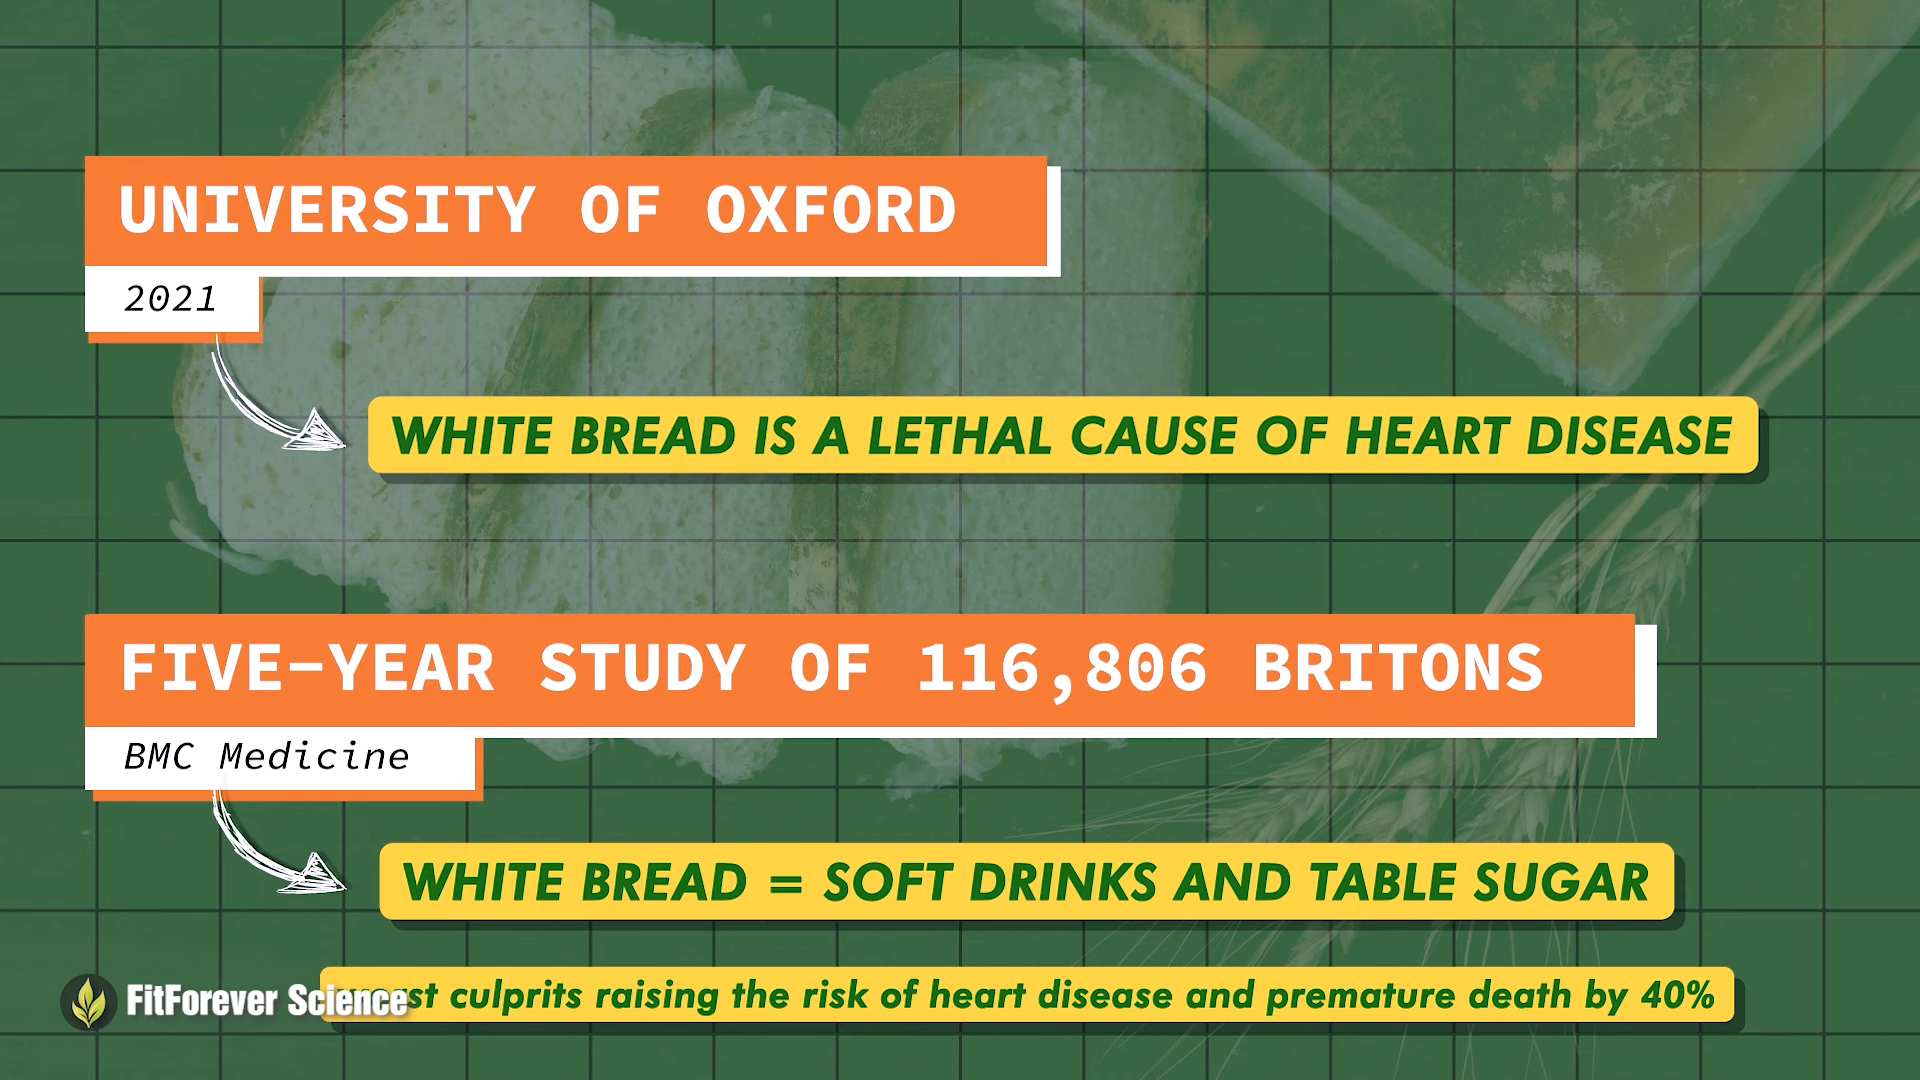 UNIVERSITY OF OXFORD
2021
WHITE BREAD IS A LETHAL CAUSE OF HEART DISEASE
FIVE-YEAR STUDY OF 116,806 BRITONS
BMC Medicine
WHITE BREAD = SOFT DRINKS AND TABLE SUGAR
culprits raising the risk of heart disease and premature death by 40%
FitForever Science